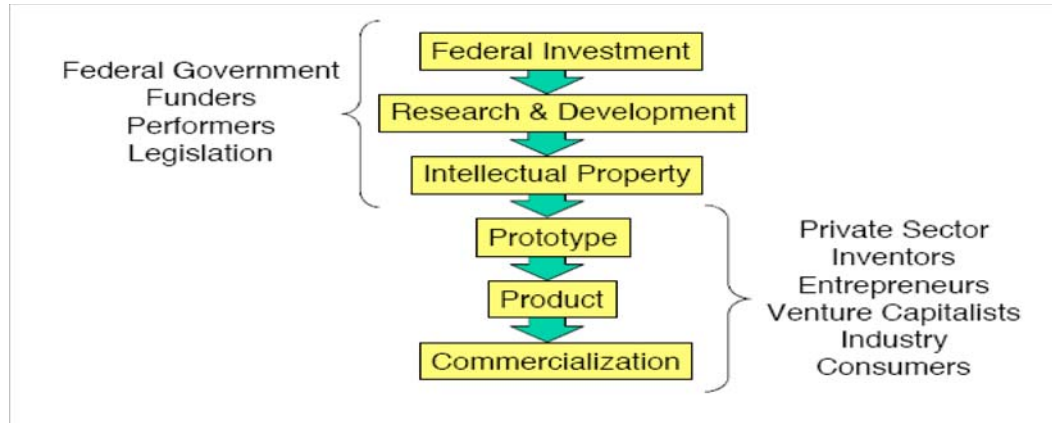 Federal Government
Funders
Performers
Legislation
Federal Investment
Research & Development
Intellectual Property
Prototype
Product
Commercialization
Private Sector
Inventors
Entrepreneurs
Venture Capitalists
Industry
Consumers